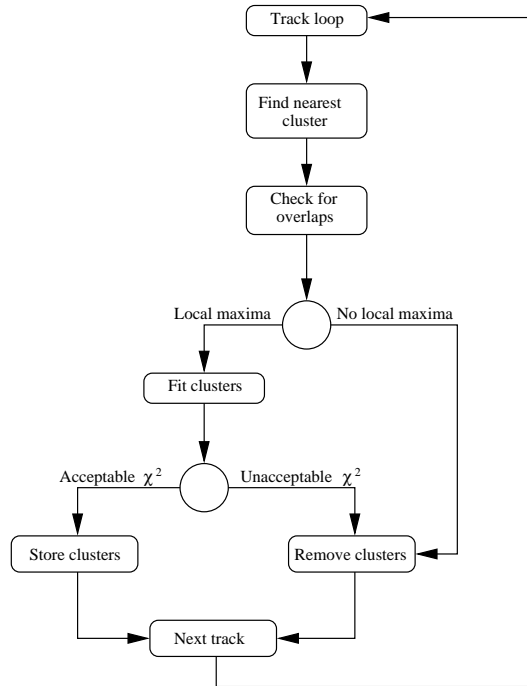 Track loop
Find nearest
cluster
Check for
overlaps
Local maxima
No local maxima
Fit clusters
Acceptable χ²
Unacceptable χ²
Store clusters
Remove clusters
Next track